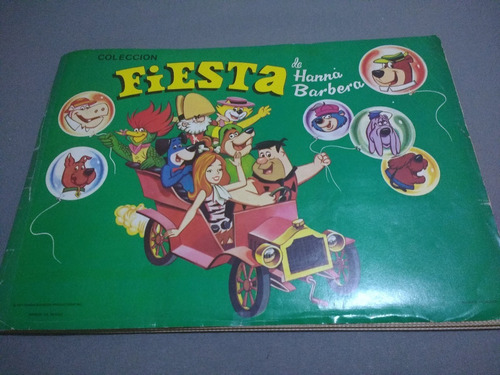 COLECCION
FiESTA
de Hanna
Barbera